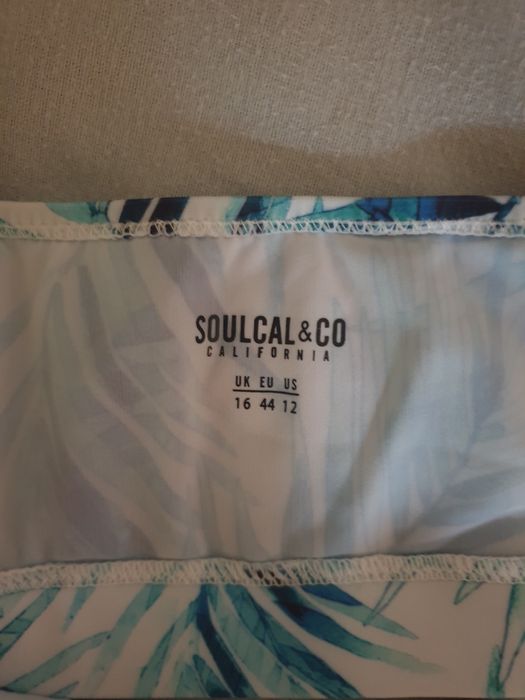 SOULCAL&CO
CALIFORNIA
UK EU US
16 44 12